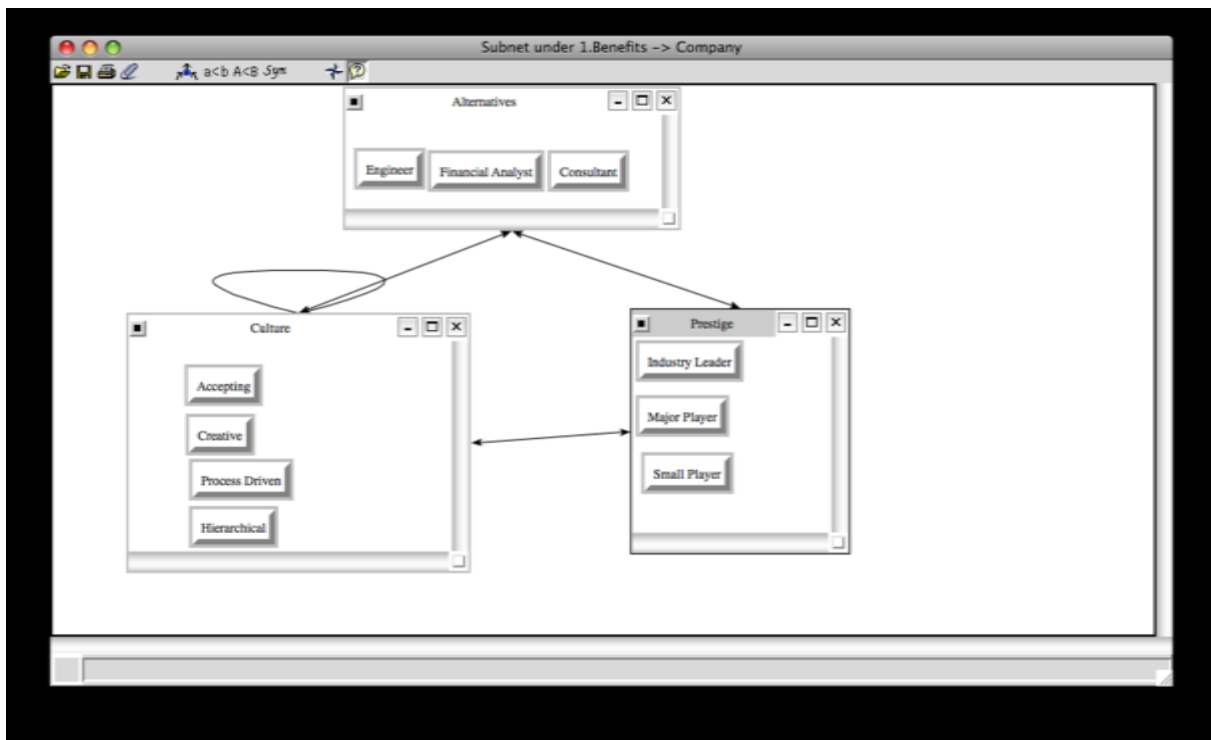 Subnet under 1.Benefits -> Company
a<b A<B Sym
Alternatives
Engineer Financial Analyst Consultant
Culture
Accepting
Creative
Process Driven
Hierarchical
Prestige
Industry Leader
Major Player
Small Player